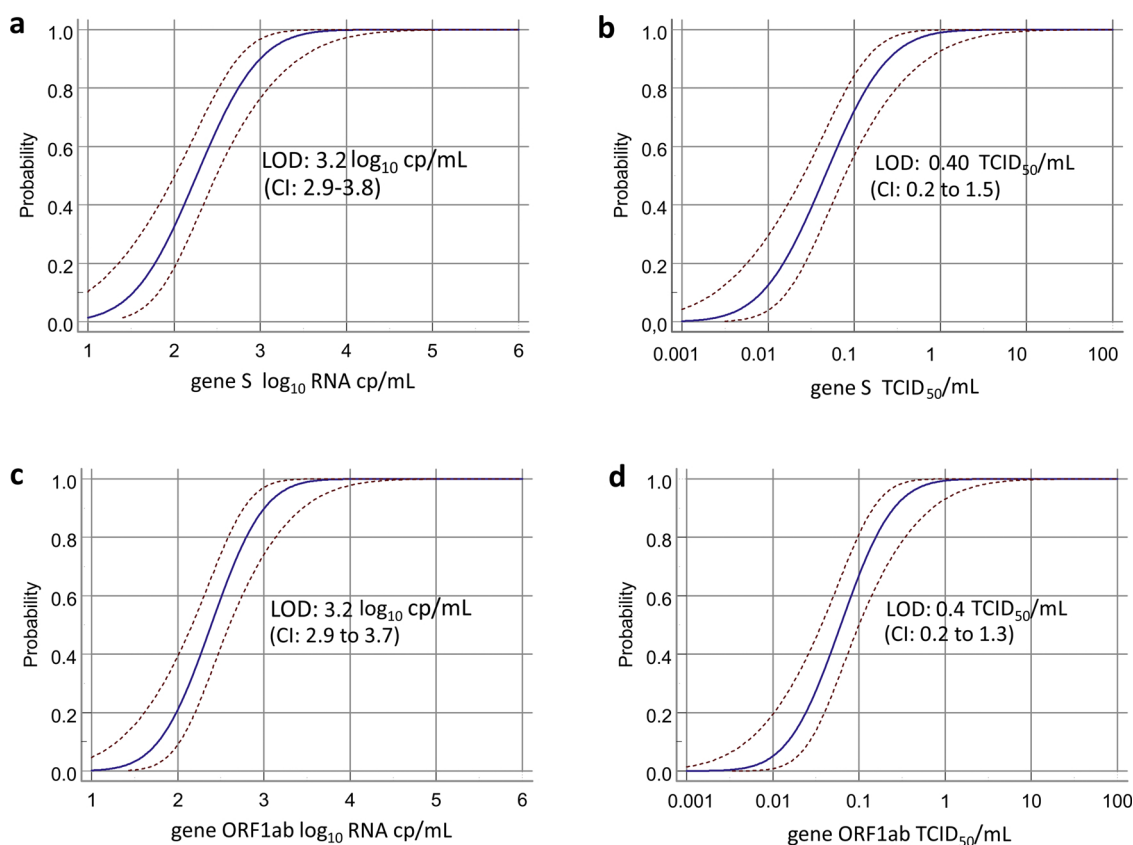 a
1.0
0.8
0.6
0.4
0.2
0.0
Probability
LOD: 3.2 log₁₀ cp/mL
(CI: 2.9-3.8)
1 2 3 4 5 6
gene S log₁₀ RNA cp/mL
b
1.0
0.8
0.6
0.4
0.2
0,0
Probability
LOD: 0.40 TCID₅₀/mL
(CI: 0.2 to 1.5)
0.001 0.01 0.1 1 10 100
gene S TCID₅₀/mL
c
1.0
0.8
0.6
0.4
0.2
0.0
Probability
LOD: 3.2 log₁₀ cp/mL
(CI: 2.9 to 3.7)
1 2 3 4 5 6
gene ORF1ab log₁₀ RNA cp/mL
d
1.0
0.8
0.6
0.4
0.2
0.0
Probability
LOD: 0.4 TCID₅₀/mL
(CI: 0.2 to 1.3)
0.001 0.01 0.1 1 10 100
gene ORF1ab TCID₅₀/mL